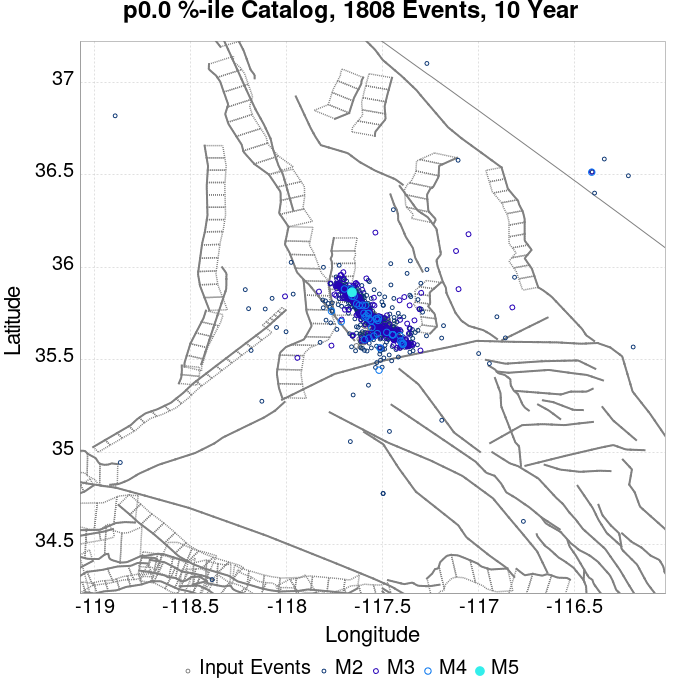 p0.0 %-ile Catalog, 1808 Events, 10 Year
37
36.5
36
35.5
35
34.5
Latitude
-119
-118.5
-118
-117.5
-117
-116.5
Longitude
Input Events
M2
M3
M4
M5